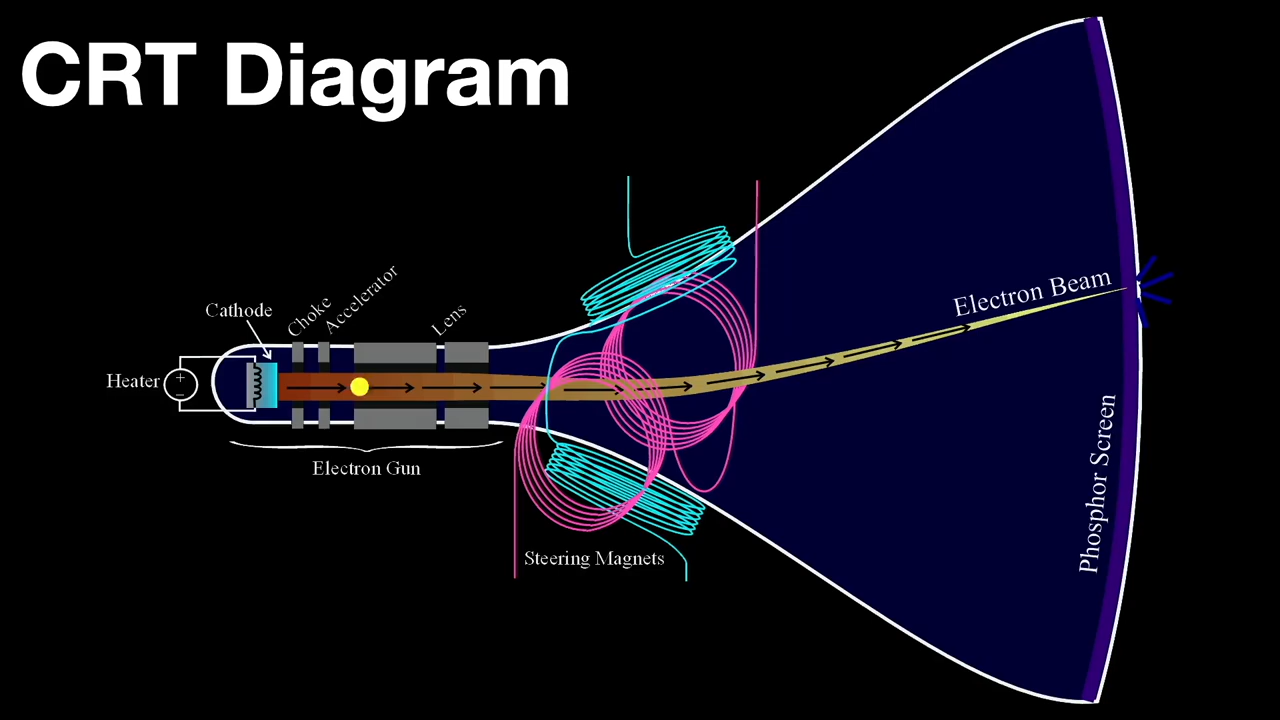 CRT Diagram
Cathode
Choke
Accelerator
Lens
Heater
+
−
Electron Gun
Steering Magnets
Electron Beam
Phosphor Screen